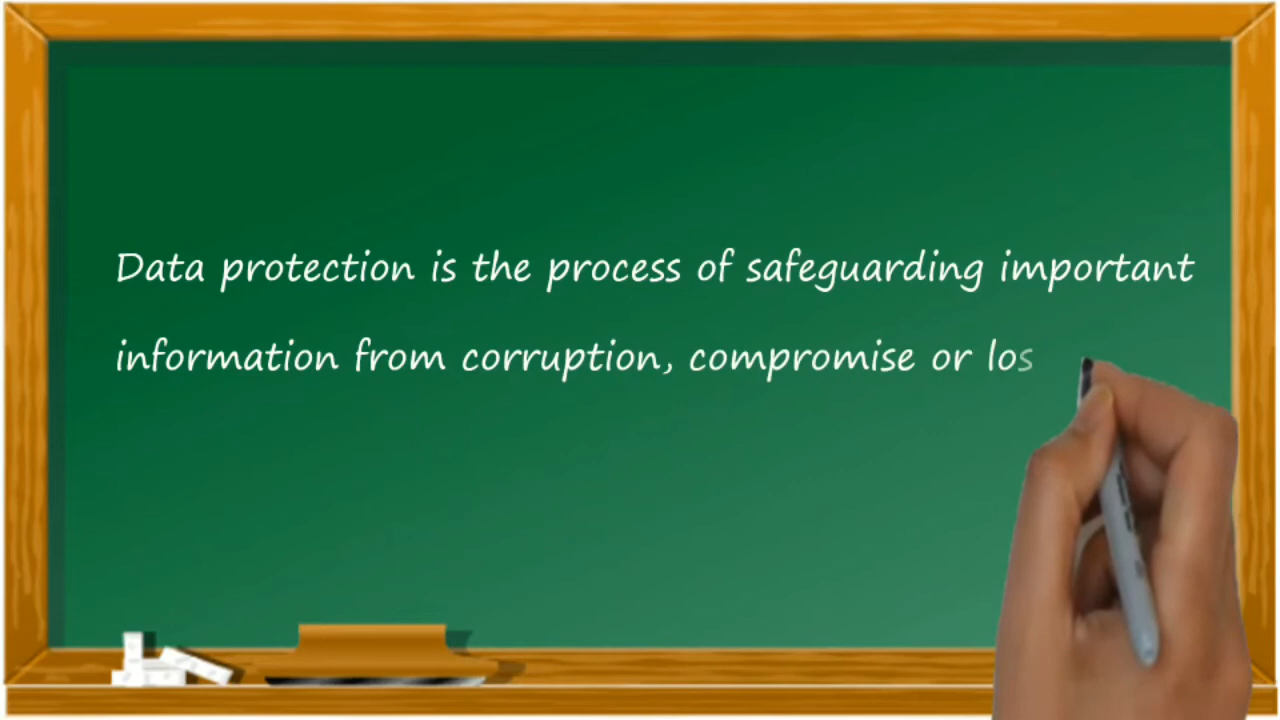 Data protection is the process of safeguarding important
information from corruption, compromise or los